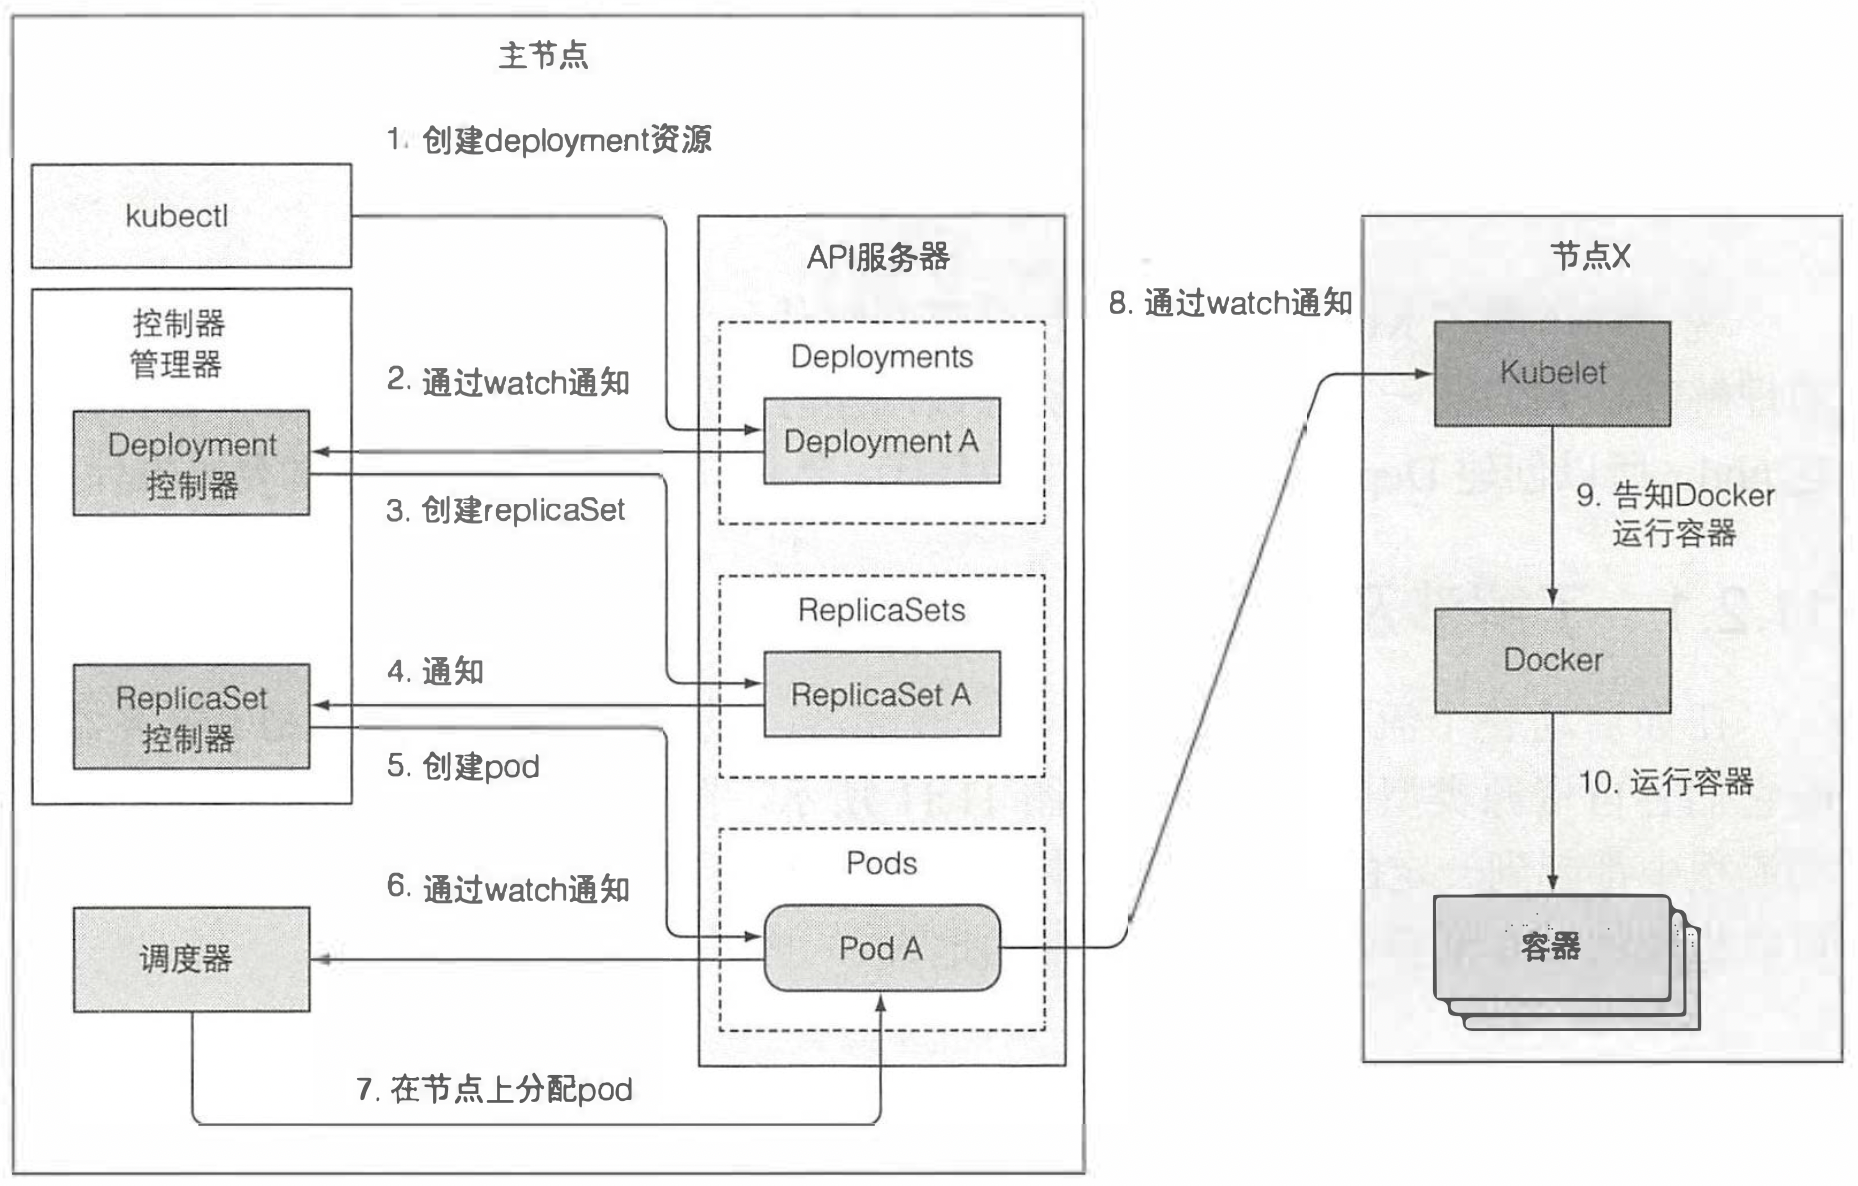 主节点
1. 创建deployment资源
kubectl
API服务器
控制器
管理器
2. 通过watch通知
Deployments
Deployment A
Deployment
控制器
3. 创建replicaSet
ReplicaSets
4. 通知
ReplicaSet A
ReplicaSet
控制器
5. 创建pod
Pods
6. 通过watch通知
Pod A
调度器
7. 在节点上分配pod
8. 通过watch通知
节点X
Kubelet
9. 告知Docker
运行容器
Docker
10. 运行容器
容器